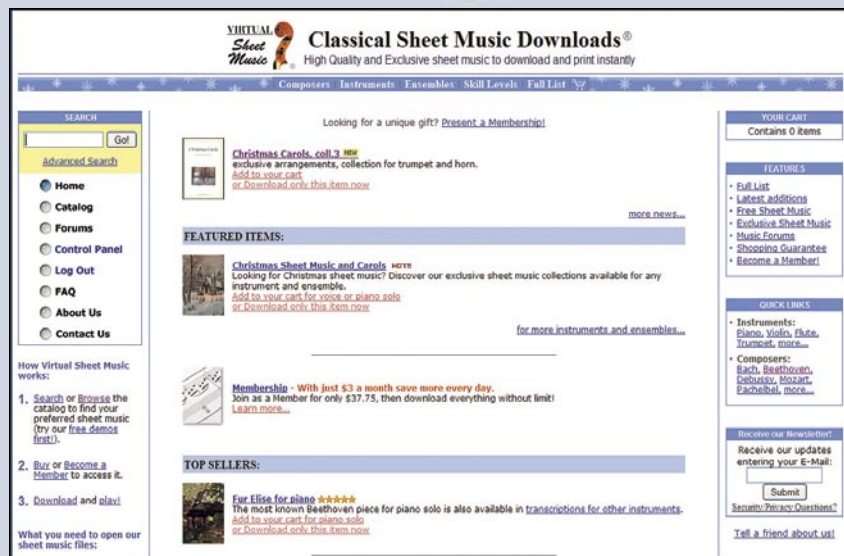 VIRTUAL
Sheet
Music
Classical Sheet Music Downloads®
High Quality and Exclusive sheet music to download and print instantly
Composers Instruments Ensembles Skill Levels Full List
SEARCH
Go!
Advanced Search
Home
Catalog
Forums
Control Panel
Log Out
FAQ
About Us
Contact Us
How Virtual Sheet Music
works:
1. Search or Browse the
catalog to find your
preferred sheet music
(try our free demos
first!).
2. Buy or Become a
Member to access it.
3. Download and play!
What you need to open our
sheet music files:
Looking for a unique gift? Present a Membership!
Christmas Carols, coll.3 NEW
exclusive arrangements, collection for trumpet and horn.
Add to your cart
or Download only this item now
more news...
FEATURED ITEMS:
Christmas Sheet Music and Carols HOT!!
Looking for Christmas sheet music? Discover our exclusive sheet music collections available for any
instrument and ensemble.
Add to your cart for voice or piano solo
or Download only this item now
for more instruments and ensembles...
Membership - With just $3 a month save more every day.
Join as a Member for only $37.75, then download everything without limit!
Learn more...
TOP SELLERS:
Fur Elise for piano
The most known Beethoven piece for piano solo is also available in transcriptions for other instruments.
Add to your cart for piano solo
or Download only this item now
YOUR CART
Contains 0 items
FEATURES
• Full List
• Latest additions
• Free Sheet Music
• Exclusive Sheet Music
• Music Forums
• Shopping Guarantee
• Become a Member!
QUICK LINKS
• Instruments:
Piano, Violin, Flute,
Trumpet, more...
• Composers:
Bach, Beethoven,
Debussy, Mozart,
Pachelbel, more...
Receive our Newsletter!
Receive our updates
entering your E-Mail:
Submit
Security/Privacy Questions?
Tell a friend about us!